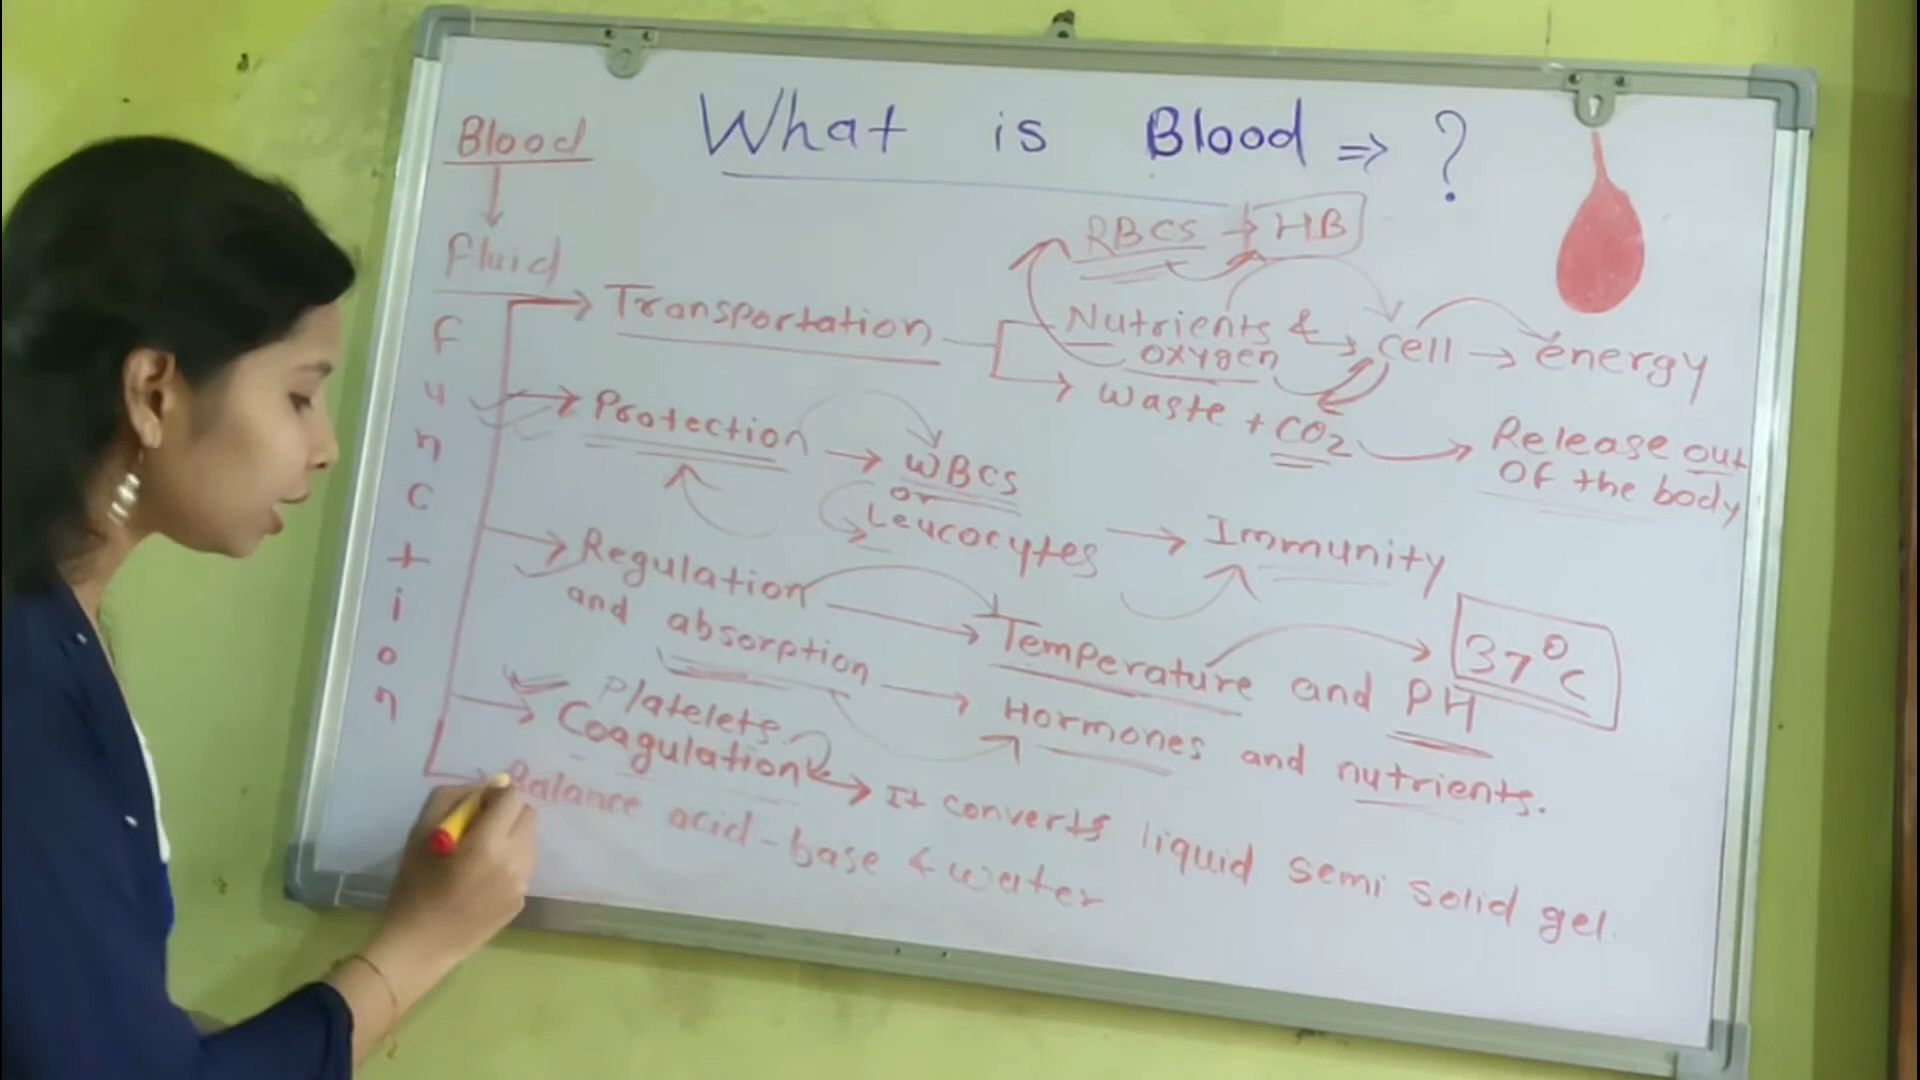 What is Blood ⇒ ?
Blood
↓
Fluid
Function
→ Transportation
RBCS → HB
Nutrients & → cell → energy
oxygen
→ Waste + CO2 → Release out
OF the body
→ Protection → WBCS
or
Leucocytes → Immunity
→ Regulation → Temperature and PH → 37°C
and absorption → Hormones and nutrients.
Platelets
→ Coagulation → It converts liquid semi solid gel.
→ Balance acid-base & water